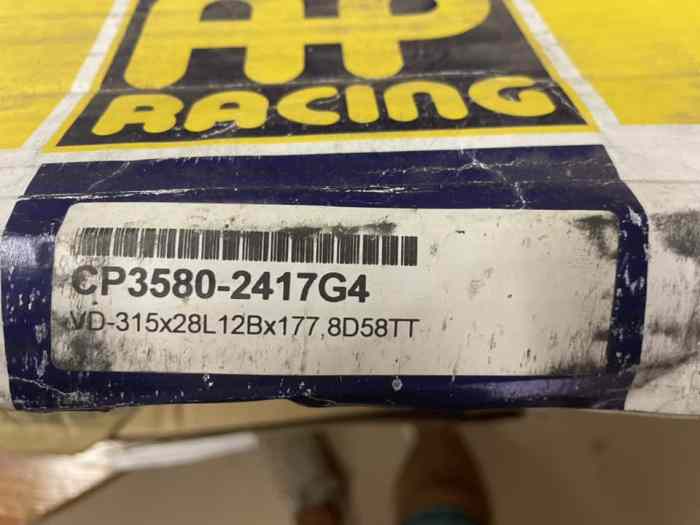 AP
RACING
CP3580-2417G4
VD-315x28L12Bx177,8D58TT